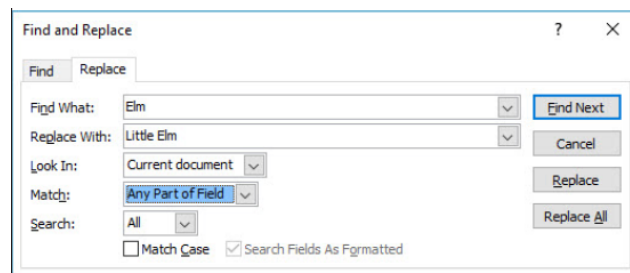 Find and Replace ? ×
Find Replace
Find What: Elm Find Next
Replace With: Little Elm Cancel
Look In: Current document
Match: Any Part of Field Replace
Search: All Replace All
Match Case Search Fields As Formatted